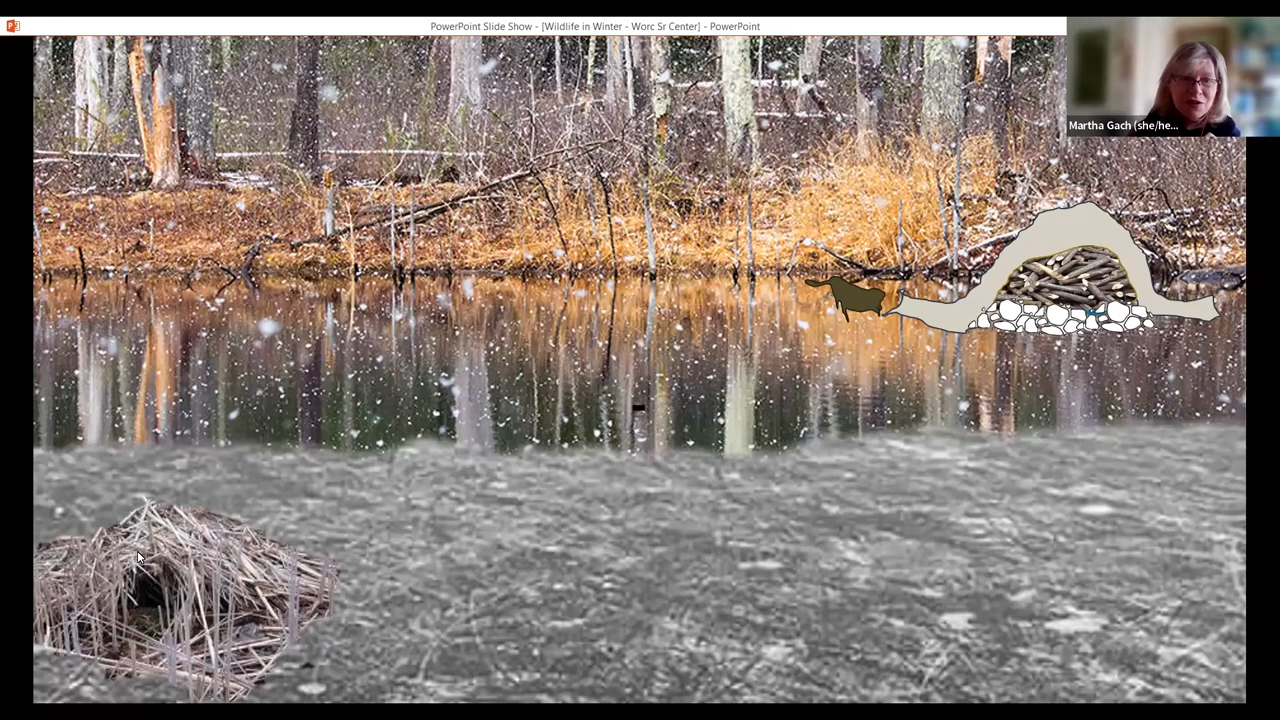 PowerPoint Slide Show - [Wildlife in Winter - Worc Sr Center] - PowerPoint
Martha Gach (she/he...